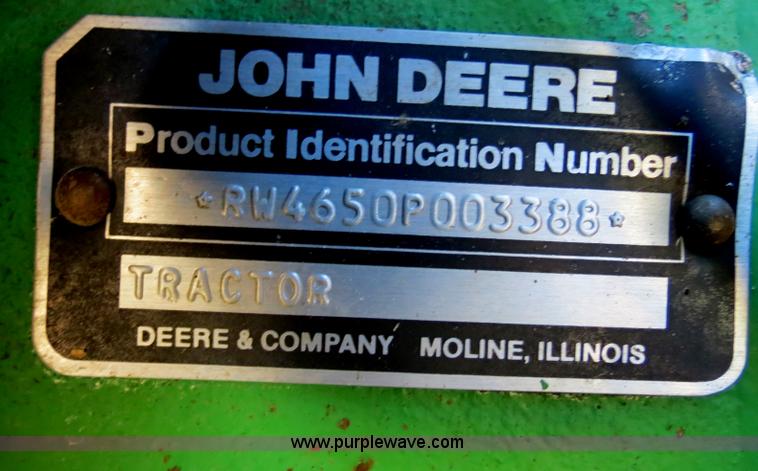 JOHN DEERE
Product Identification Number
*RW4650P003388*
TRACTOR
DEERE & COMPANY MOLINE, ILLINOIS
www.purplewave.com